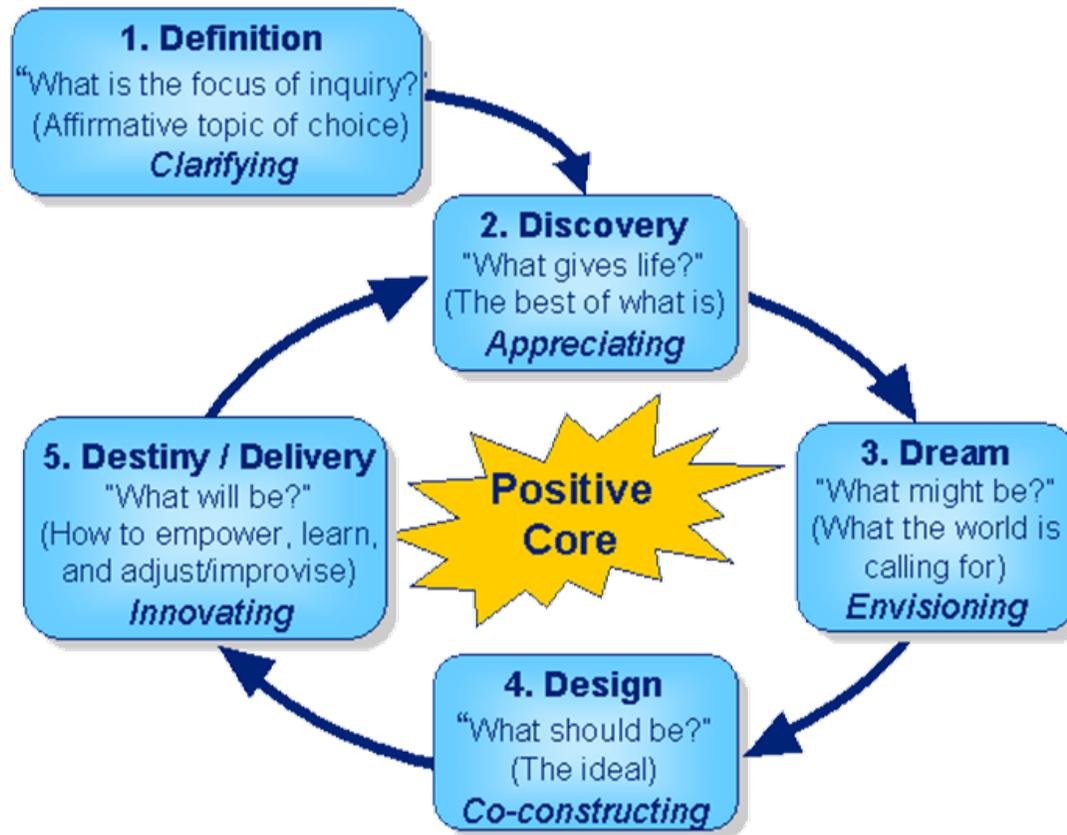 1. Definition
“What is the focus of inquiry?"
(Affirmative topic of choice)
Clarifying
2. Discovery
"What gives life?"
(The best of what is)
Appreciating
3. Dream
"What might be?"
(What the world is
calling for)
Envisioning
4. Design
“What should be?"
(The ideal)
Co-constructing
5. Destiny / Delivery
"What will be?"
(How to empower, learn,
and adjust/improvise)
Innovating
Positive
Core